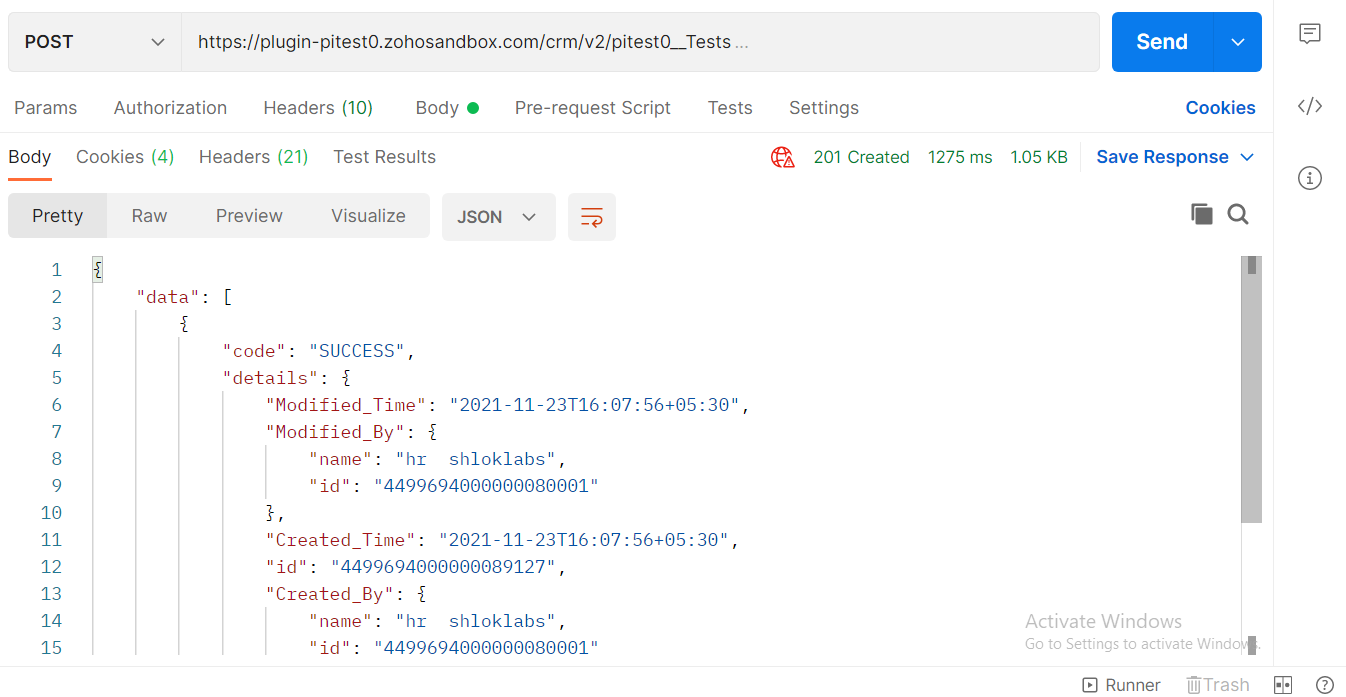 POST https://plugin-pitest0.zohosandbox.com/crm/v2/pitest0__Tests ... Send
Params Authorization Headers (10) Body Pre-request Script Tests Settings Cookies
Body Cookies (4) Headers (21) Test Results 201 Created 1275 ms 1.05 KB Save Response
Pretty Raw Preview Visualize JSON
1 {
2 "data": [
3 {
4 "code": "SUCCESS",
5 "details": {
6 "Modified_Time": "2021-11-23T16:07:56+05:30",
7 "Modified_By": {
8 "name": "hr  shloklabs",
9 "id": "4499694000000080001"
10 },
11 "Created_Time": "2021-11-23T16:07:56+05:30",
12 "id": "4499694000000089127",
13 "Created_By": {
14 "name": "hr  shloklabs",
15 "id": "4499694000000080001"
Activate Windows
Go to Settings to activate Windows.
Runner Trash